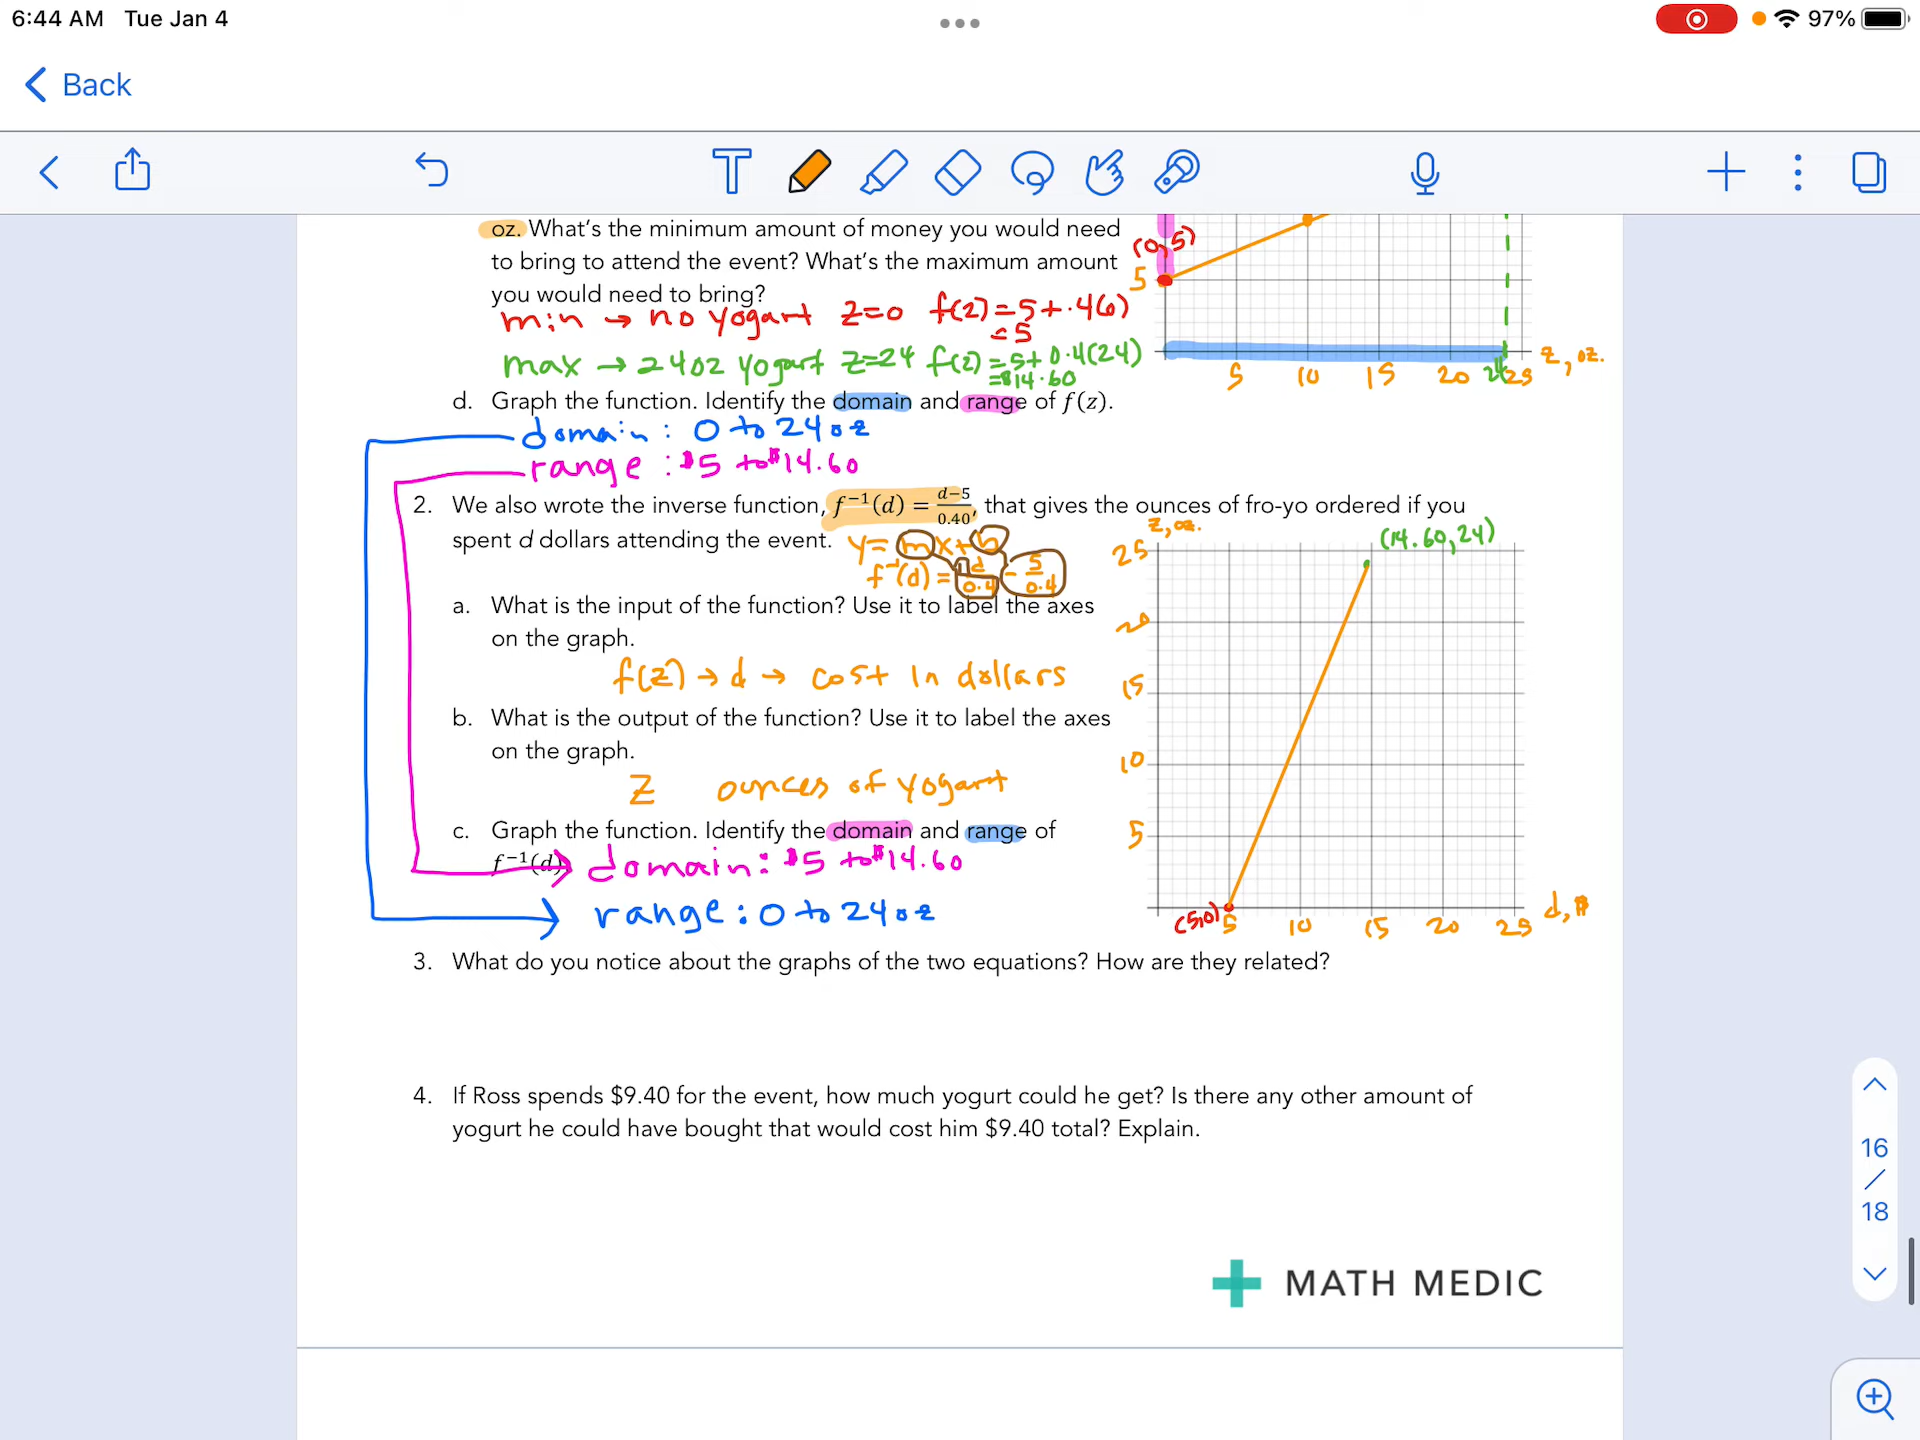 6:44 AM Tue Jan 4
97%
Back
oz. What's the minimum amount of money you would need
to bring to attend the event? What's the maximum amount
you would need to bring?
min → no yogart z=0 f(z)=5+.4(0)
=5
max → 24oz yogart z=24 f(z)=5+0.4(24)
=$14.60
(0,5)
5
5 10 15 20 24 25 z, oz.
d. Graph the function. Identify the domain and range of f(z).
domain: 0 to 24oz
range: $5 to $14.60
2. We also wrote the inverse function, f⁻¹(d) = (d−5)/0.40, that gives the ounces of fro-yo ordered if you
spent d dollars attending the event.
y = mx+b
f⁻¹(d) = 1d/0.4 - 5/0.4
a. What is the input of the function? Use it to label the axes
on the graph.
f(z) → d → cost in dollars
b. What is the output of the function? Use it to label the axes
on the graph.
z ounces of yogart
c. Graph the function. Identify the domain and range of
f⁻¹(d)
domain: $5 to $14.60
range: 0 to 24oz
z, oz.
(14.60,24)
25
20
15
10
5
(5,0)
5 10 15 20 25 d, $
3. What do you notice about the graphs of the two equations? How are they related?
4. If Ross spends $9.40 for the event, how much yogurt could he get? Is there any other amount of
yogurt he could have bought that would cost him $9.40 total? Explain.
MATH MEDIC
16
/
18